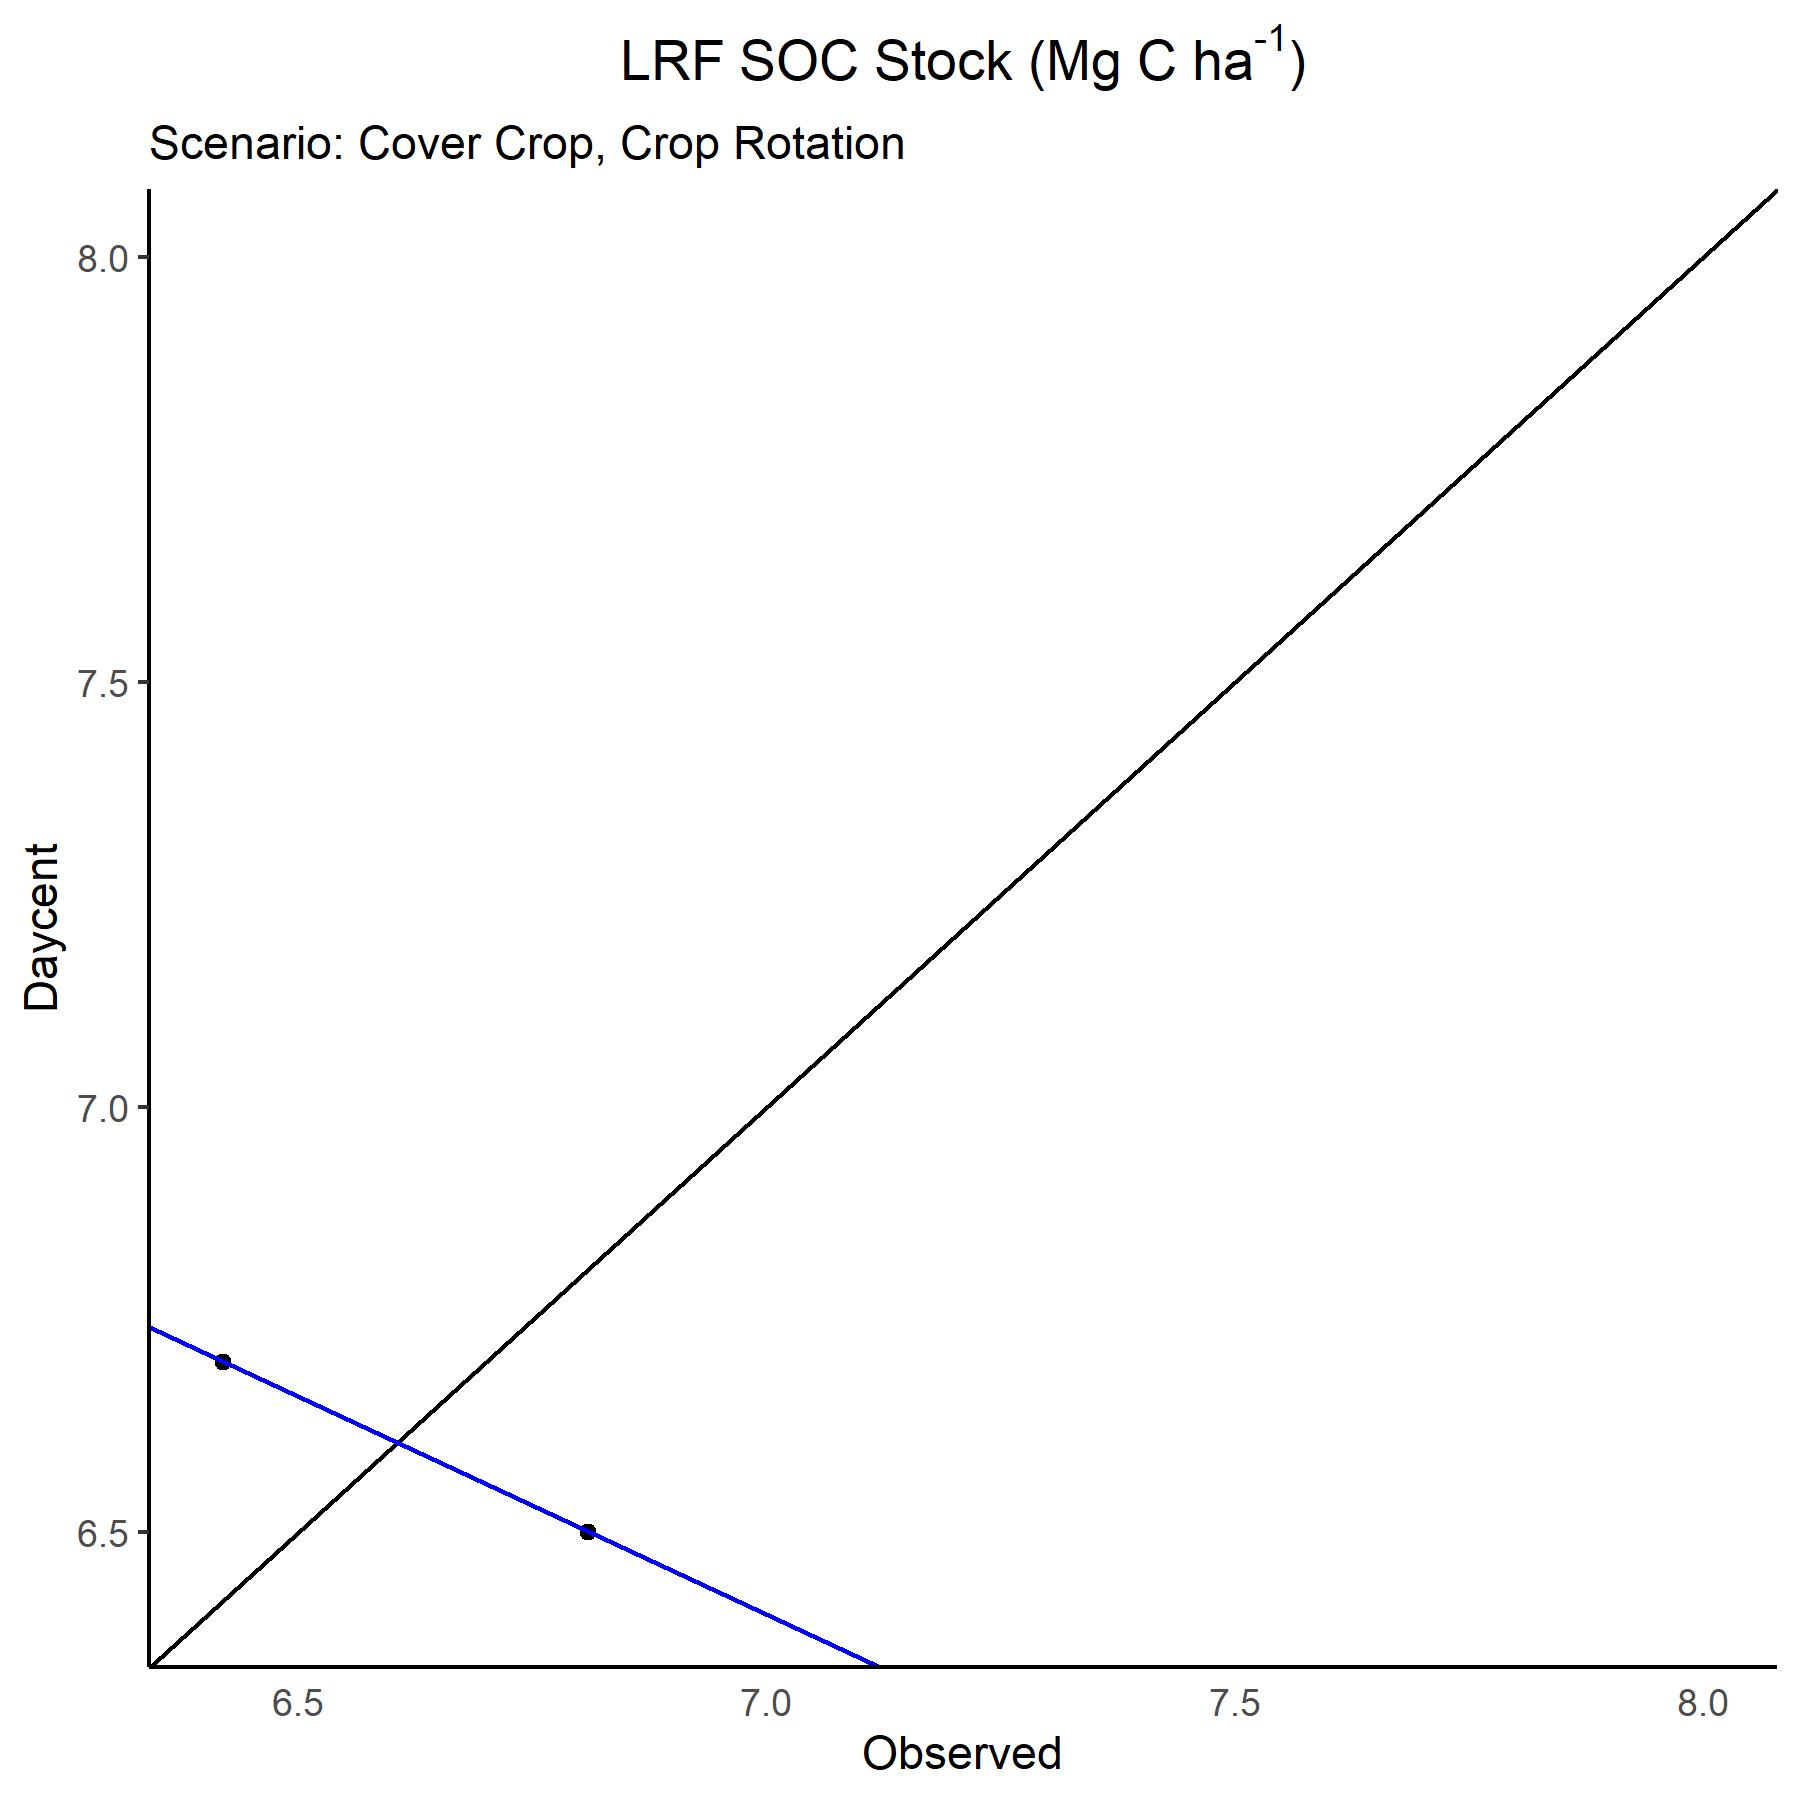 LRF SOC Stock (Mg C ha⁻¹)
Scenario: Cover Crop, Crop Rotation
8.0
7.5
7.0
6.5
Daycent
6.5 7.0 7.5 8.0
Observed